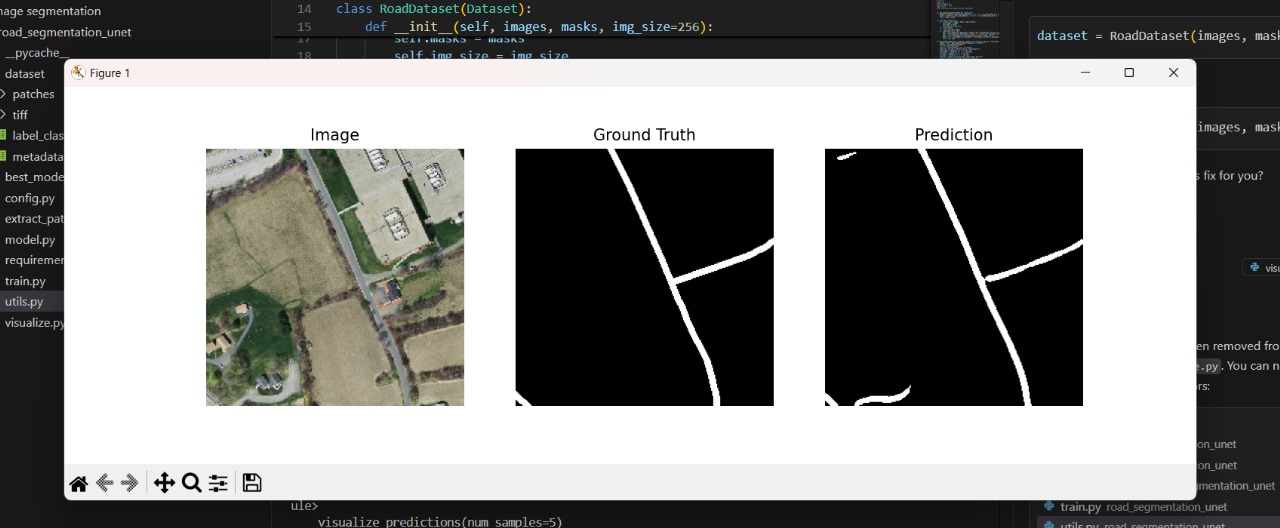 mage segmentation
road_segmentation_unet
__pycache__
dataset
patches
tiff
label_clas
metadata
best_mode
config.py
extract_pat
model.py
requiremen
train.py
utils.py
visualize.py
14 class RoadDataset(Dataset):
15 def __init__(self, images, masks, img_size=256):
17 self.masks = masks
18 self.img_size = img_size
dataset = RoadDataset(images, mask
images, mask
s fix for you?
visu
en removed fro
e.py. You can n
ors:
on_unet
on_unet
gmentation_unet
train.py road_segmentation_unet
utils.py road_segmentation_unet
Figure 1
Image
Ground Truth
Prediction
ule>
visualize_predictions(num_samples=5)